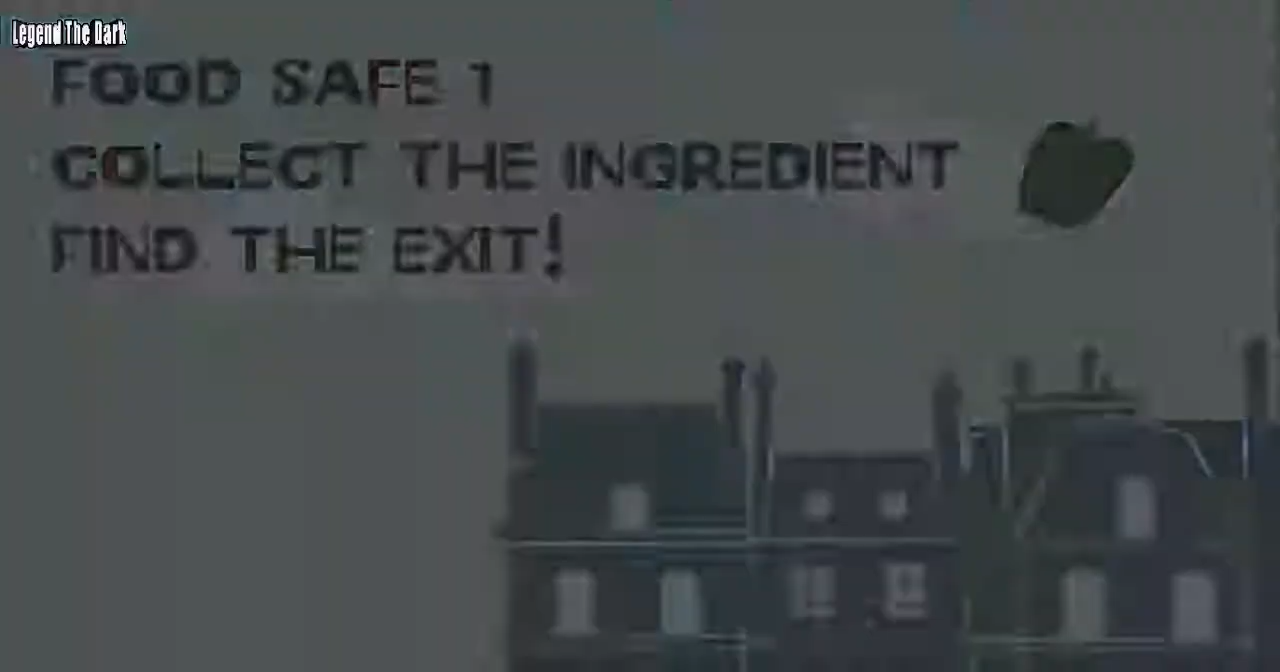 Legend The Dark
FOOD SAFE 1
COLLECT THE INGREDIENT
FIND THE EXIT!